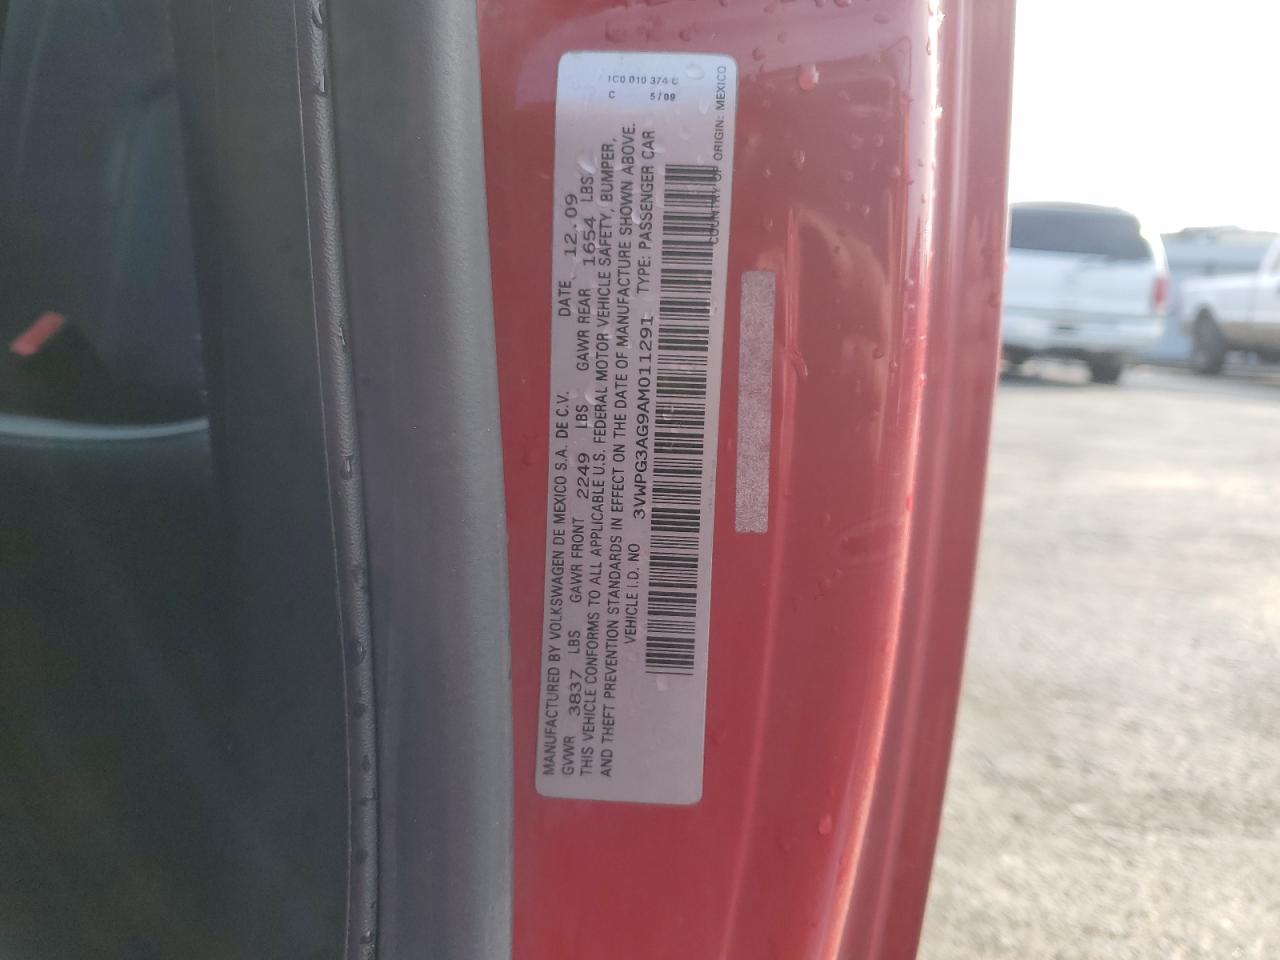 1C0 010 374 C
C 5/09
MANUFACTURED BY VOLKSWAGEN DE MEXICO S.A. DE C.V. DATE 12.09
GVWR 3837 LBS GAWR FRONT 2249 LBS GAWR REAR 1654 LBS
THIS VEHICLE CONFORMS TO ALL APPLICABLE U.S. FEDERAL MOTOR VEHICLE SAFETY, BUMPER,
AND THEFT PREVENTION STANDARDS IN EFFECT ON THE DATE OF MANUFACTURE SHOWN ABOVE.
VEHICLE I.D. NO 3VWPG3AG9AM011291 TYPE: PASSENGER CAR
COUNTRY OF ORIGIN: MEXICO